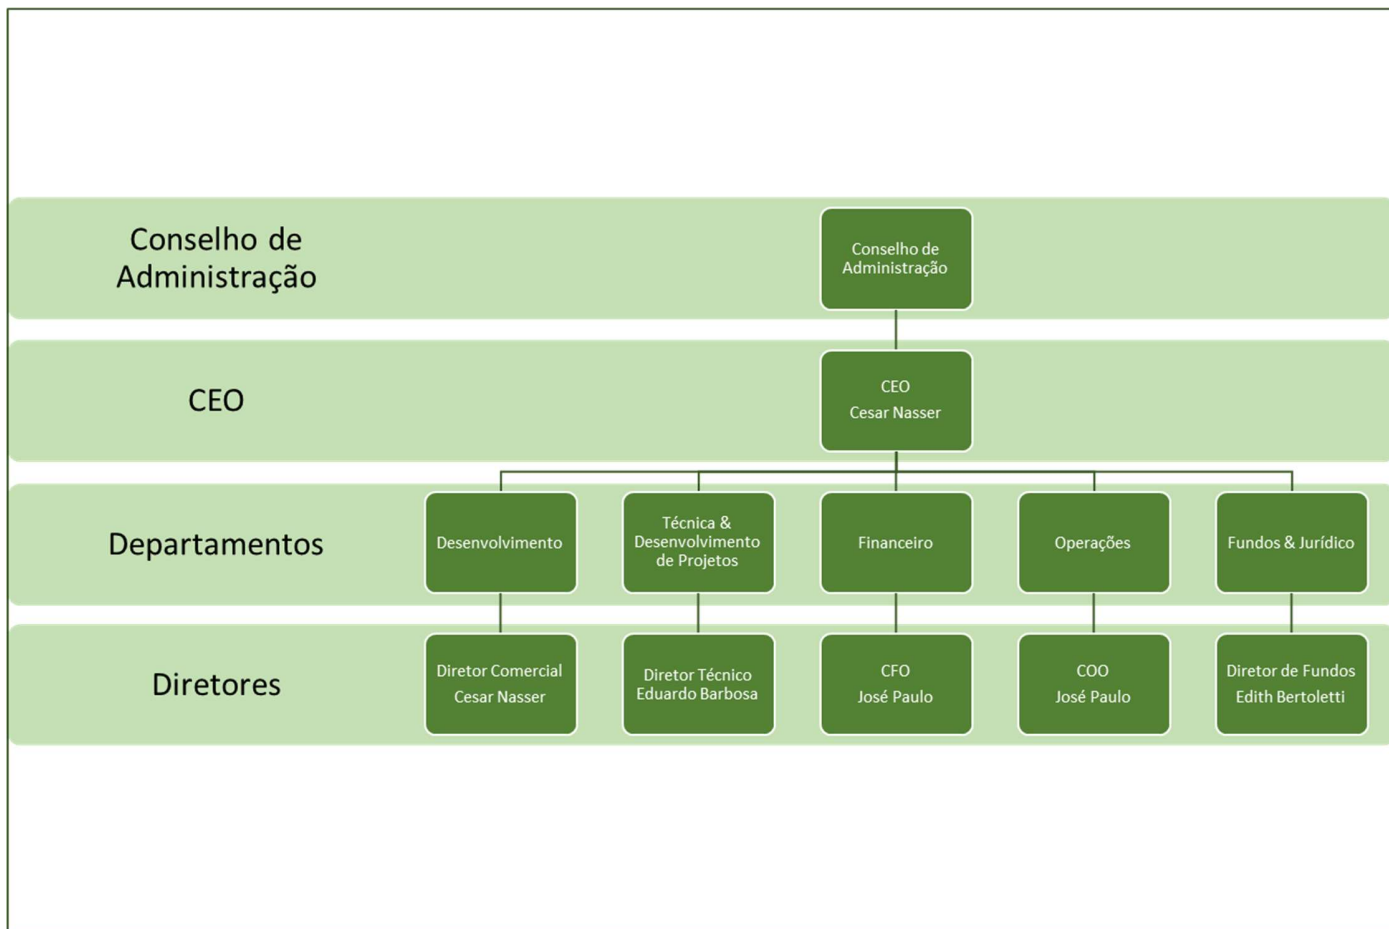 Conselho de
Administração
Conselho de
Administração
CEO
CEO
Cesar Nasser
Departamentos
Desenvolvimento
Técnica &
Desenvolvimento
de Projetos
Financeiro
Operações
Fundos & Jurídico
Diretores
Diretor Comercial
Cesar Nasser
Diretor Técnico
Eduardo Barbosa
CFO
José Paulo
COO
José Paulo
Diretor de Fundos
Edith Bertoletti